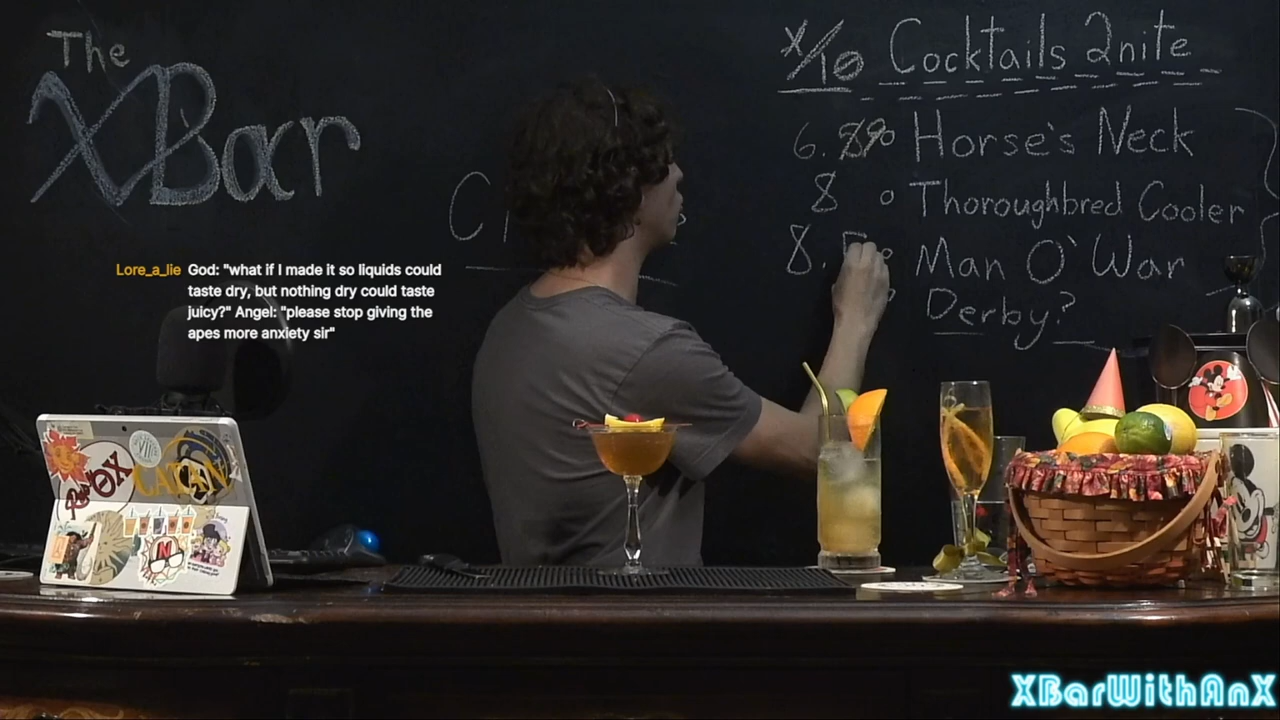 The
XBar
X/10 Cocktails 2nite
6. Horse's Neck
8 Thoroughbred Cooler
8. Man O' War
Derby?
C
Lore_a_lie God: "what if I made it so liquids could
taste dry, but nothing dry could taste
juicy?" Angel: "please stop giving the
apes more anxiety sir"
Red's OX
CATAN
N
XBarWithAnX